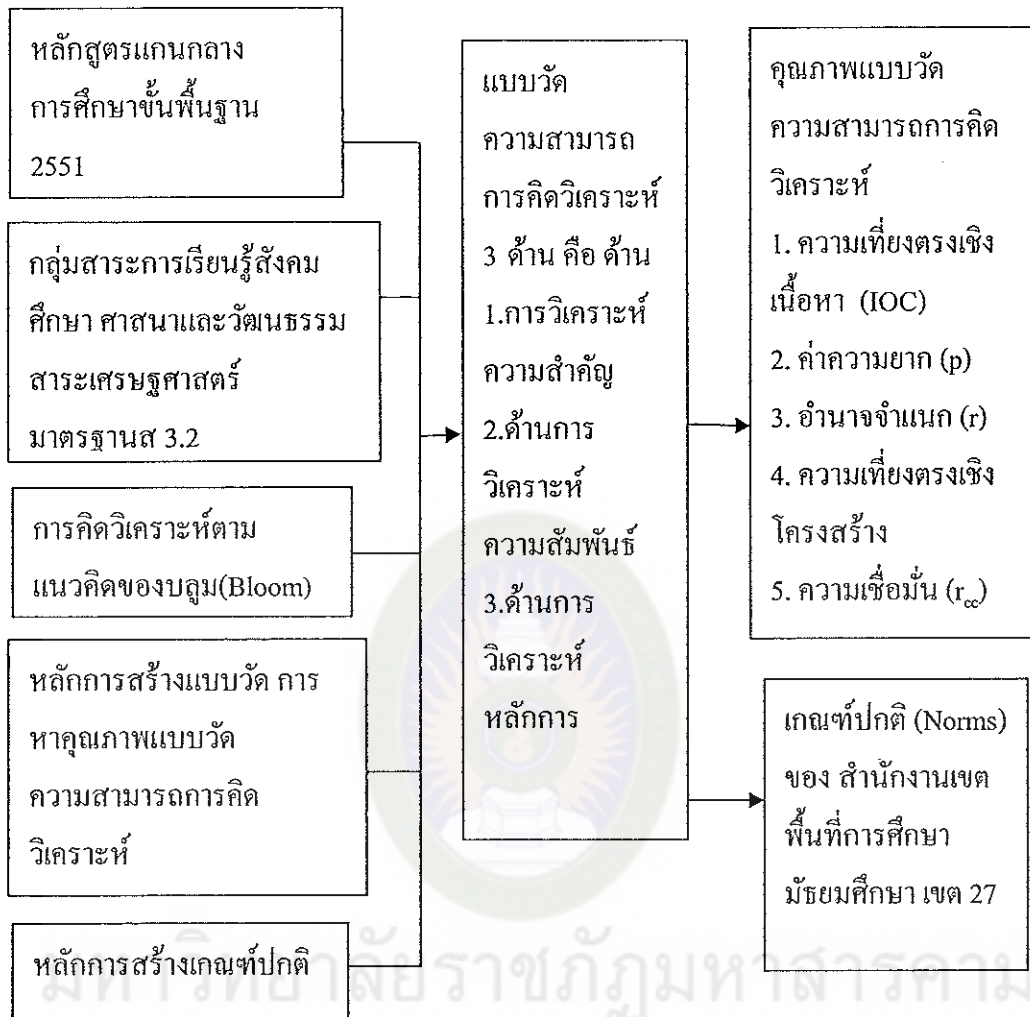 หลักสูตรแกนกลาง
การศึกษาขั้นพื้นฐาน
2551
กลุ่มสาระการเรียนรู้สังคม
ศึกษา ศาสนาและวัฒนธรรม
สาระเศรษฐศาสตร์
มาตรฐานส 3.2
การคิดวิเคราะห์ตาม
แนวคิดของบลูม(Bloom)
หลักการสร้างแบบวัด การ
หาคุณภาพแบบวัด
ความสามารถการคิด
วิเคราะห์
หลักการสร้างเกณฑ์ปกติ
แบบวัด
ความสามารถ
การคิดวิเคราะห์
3 ด้าน คือ ด้าน
1.การวิเคราะห์
ความสำคัญ
2.ด้านการ
วิเคราะห์
ความสัมพันธ์
3.ด้านการ
วิเคราะห์
หลักการ
คุณภาพแบบวัด
ความสามารถการคิด
วิเคราะห์
1. ความเที่ยงตรงเชิง
เนื้อหา (IOC)
2. ค่าความยาก (p)
3. อำนาจจำแนก (r)
4. ความเที่ยงตรงเชิง
โครงสร้าง
5. ความเชื่อมั่น (r_cc)
เกณฑ์ปกติ (Norms)
ของ สำนักงานเขต
พื้นที่การศึกษา
มัธยมศึกษา เขต 27
มหาวิทยาลัยราชภัฏมหาสารคาม